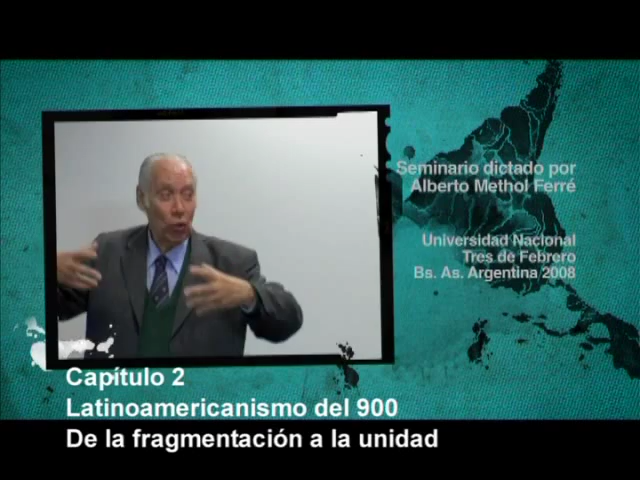 Seminario dictado por
Alberto Methol Ferré
Universidad Nacional
Tres de Febrero
Bs. As. Argentina 2008
Capítulo 2
Latinoamericanismo del 900
De la fragmentación a la unidad